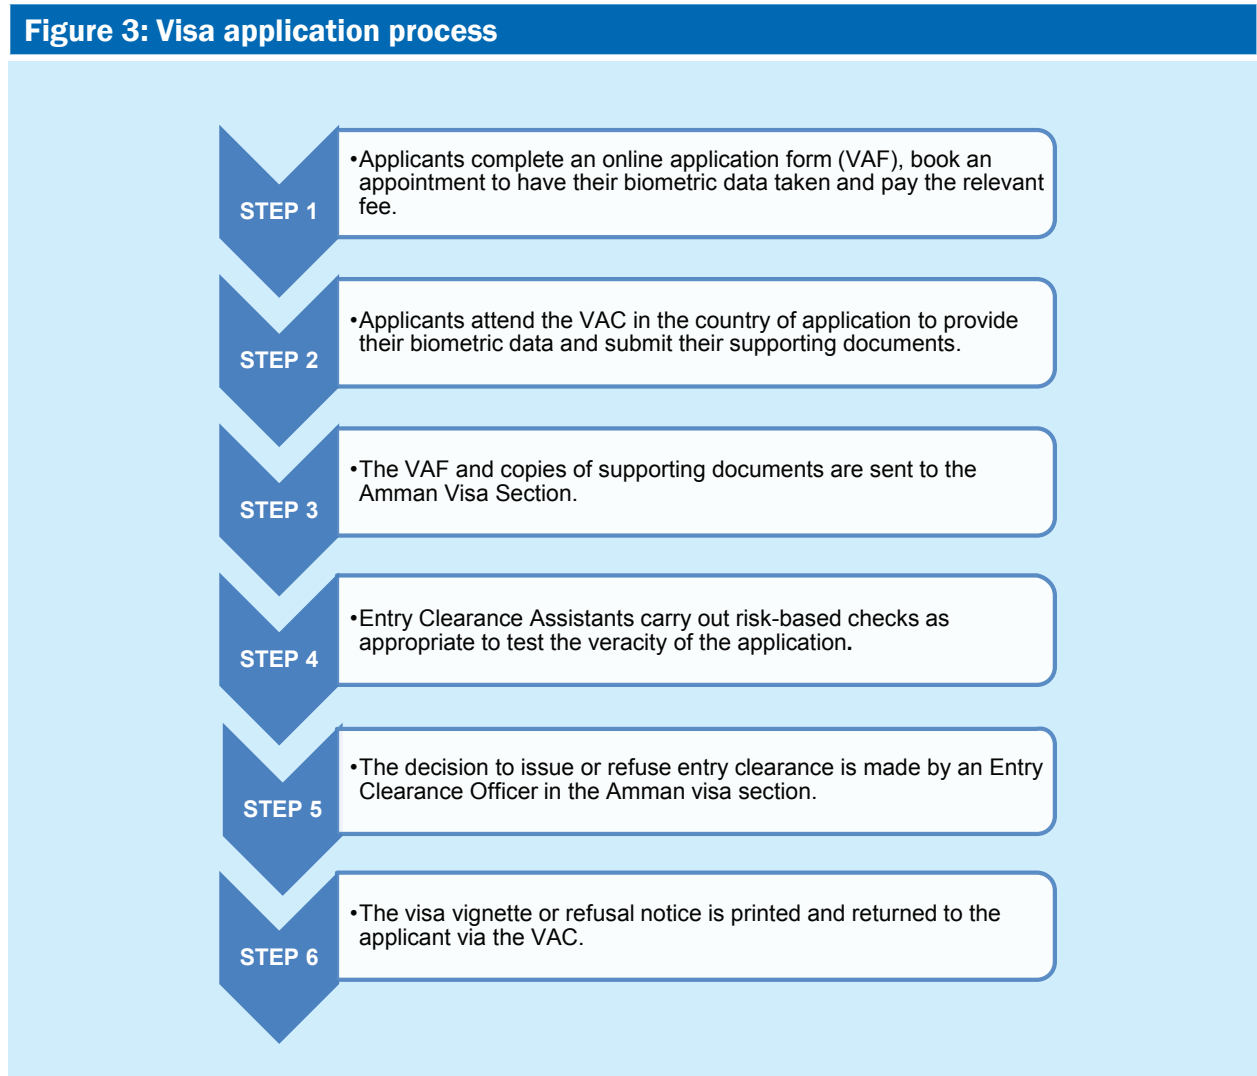 Figure 3: Visa application process
STEP 1
•Applicants complete an online application form (VAF), book an
appointment to have their biometric data taken and pay the relevant
fee.
STEP 2
•Applicants attend the VAC in the country of application to provide
their biometric data and submit their supporting documents.
STEP 3
•The VAF and copies of supporting documents are sent to the
Amman Visa Section.
STEP 4
•Entry Clearance Assistants carry out risk-based checks as
appropriate to test the veracity of the application.
STEP 5
•The decision to issue or refuse entry clearance is made by an Entry
Clearance Officer in the Amman visa section.
STEP 6
•The visa vignette or refusal notice is printed and returned to the
applicant via the VAC.